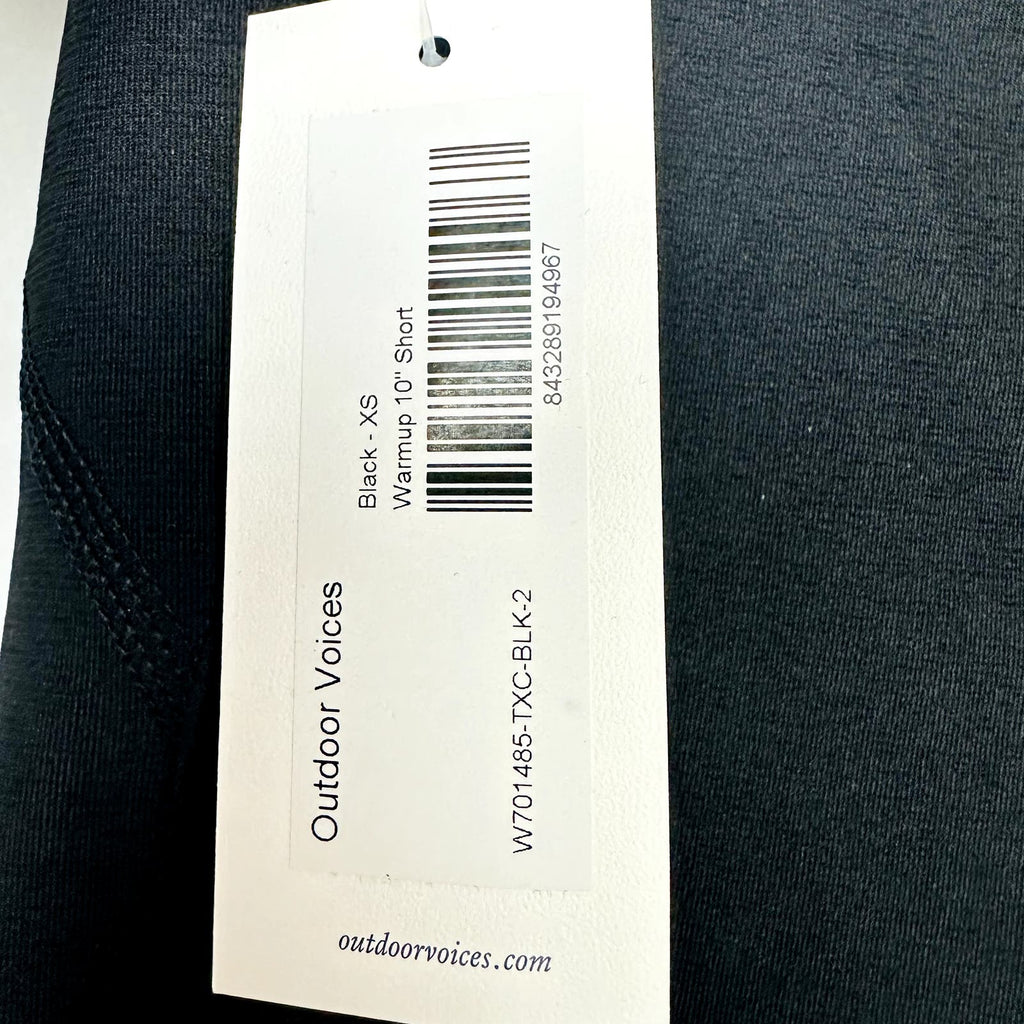 Outdoor Voices
Black - XS
Warmup 10" Short
843289194967
W701485-TXC-BLK-2
outdoorvoices.com